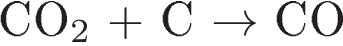 CO₂ + C → CO